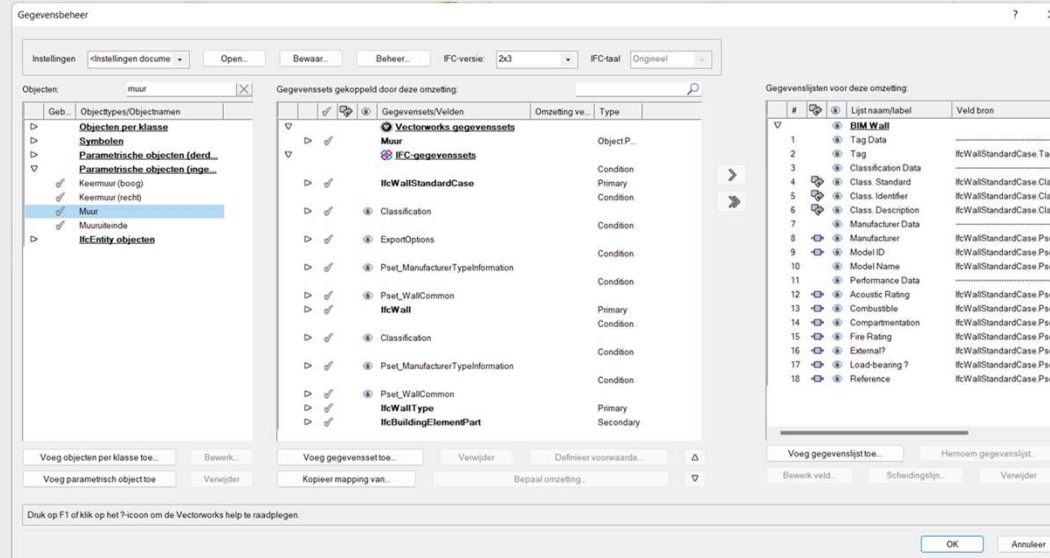 Gegevensbeheer
?
Instellingen <Instellingen docume Open... Bewaar... Beheer... IFC-versie: 2x3 IFC-taal Origineel
Objecten: muur
Geb... Objecttypes/Objectnamen
Objecten per klasse
Symbolen
Parametrische objecten (derd...
Parametrische objecten (inge...
Keermuur (boog)
Keermuur (recht)
Muur
Muuruiteinde
IfcEntity objecten
Voeg objecten per klasse toe... Bewerk...
Voeg parametrisch object toe Verwijder
Gegevenssets gekoppeld door deze omzetting:
Gegevensets/Velden Omzetting ve... Type
Vectorworks gegevenssets
Muur Object P...
IFC-gegevenssets
Condition
IfcWallStandardCase Primary
Condition
Classification
Condition
ExportOptions
Condition
Pset_ManufacturerTypeInformation
Condition
Pset_WallCommon
IfcWall Primary
Condition
Classification
Condition
Pset_ManufacturerTypeInformation
Condition
Pset_WallCommon
IfcWallType Primary
IfcBuildingElementPart Secondary
Voeg gegevensset toe... Verwijder Definieer voorwaarde...
Kopieer mapping van... Bepaal omzetting...
Gegevenslijsten voor deze omzetting:
# Lijst naam/label Veld bron
BIM Wall
1 Tag Data
2 Tag IfcWallStandardCase.Ta
3 Classification Data
4 Class. Standard IfcWallStandardCase.Cla
5 Class. Identifier IfcWallStandardCase.Cla
6 Class. Description IfcWallStandardCase.Cla
7 Manufacturer Data
8 Manufacturer IfcWallStandardCase.Pse
9 Model ID IfcWallStandardCase.Pse
10 Model Name IfcWallStandardCase.Pse
11 Performance Data
12 Acoustic Rating IfcWallStandardCase.Pse
13 Combustible IfcWallStandardCase.Pse
14 Compartmentation IfcWallStandardCase.Pse
15 Fire Rating IfcWallStandardCase.Pse
16 External? IfcWallStandardCase.Pse
17 Load-bearing ? IfcWallStandardCase.Pse
18 Reference IfcWallStandardCase.Pse
Voeg gegevenslijst toe... Hernoem gegevenslijst...
Bewerk veld... Scheidingslijn... Verwijder
Druk op F1 of klik op het ?-icoon om de Vectorworks help te raadplegen.
OK Annuleer